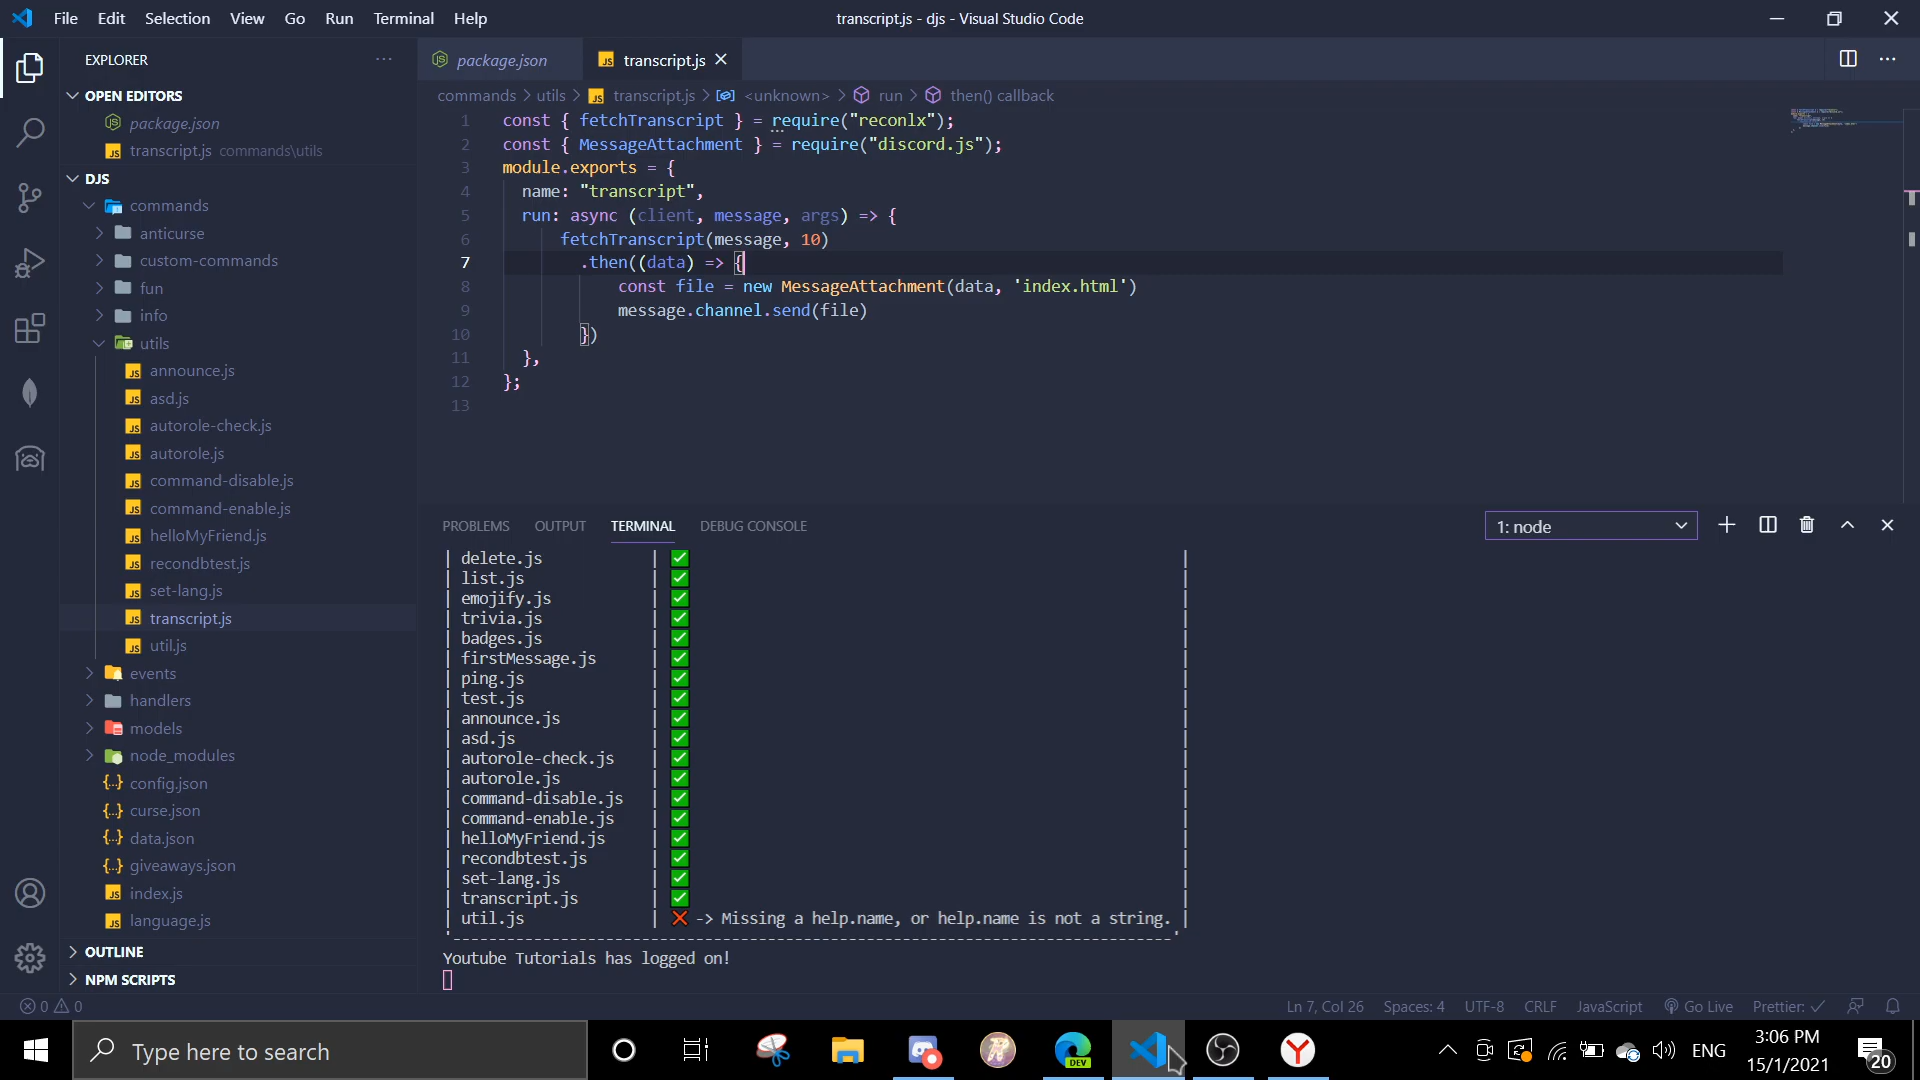 File Edit Selection View Go Run Terminal Help
transcript.js - djs - Visual Studio Code
EXPLORER
OPEN EDITORS
package.json
transcript.js commands\utils
DJS
commands
anticurse
custom-commands
fun
info
utils
announce.js
asd.js
autorole-check.js
autorole.js
command-disable.js
command-enable.js
helloMyFriend.js
recondbtest.js
set-lang.js
transcript.js
util.js
events
handlers
models
node_modules
config.json
curse.json
data.json
giveaways.json
index.js
language.js
OUTLINE
NPM SCRIPTS
package.json
transcript.js
commands > utils > transcript.js > <unknown> > run > then() callback
1 const { fetchTranscript } = require("reconlx");
2 const { MessageAttachment } = require("discord.js");
3 module.exports = {
4 name: "transcript",
5 run: async (client, message, args) => {
6 fetchTranscript(message, 10)
7 .then((data) => {
8 const file = new MessageAttachment(data, 'index.html')
9 message.channel.send(file)
10 })
11 },
12 };
13
PROBLEMS OUTPUT TERMINAL DEBUG CONSOLE
1: node
| delete.js | ✅ |
| list.js | ✅ |
| emojify.js | ✅ |
| trivia.js | ✅ |
| badges.js | ✅ |
| firstMessage.js | ✅ |
| ping.js | ✅ |
| test.js | ✅ |
| announce.js | ✅ |
| asd.js | ✅ |
| autorole-check.js | ✅ |
| autorole.js | ✅ |
| command-disable.js | ✅ |
| command-enable.js | ✅ |
| helloMyFriend.js | ✅ |
| recondbtest.js | ✅ |
| set-lang.js | ✅ |
| transcript.js | ✅ |
| util.js | ❌ -> Missing a help.name, or help.name is not a string. |
Youtube Tutorials has logged on!
0 0
Ln 7, Col 26 Spaces: 4 UTF-8 CRLF JavaScript Go Live Prettier: ✓
Type here to search
DEV
ENG
3:06 PM
15/1/2021
20